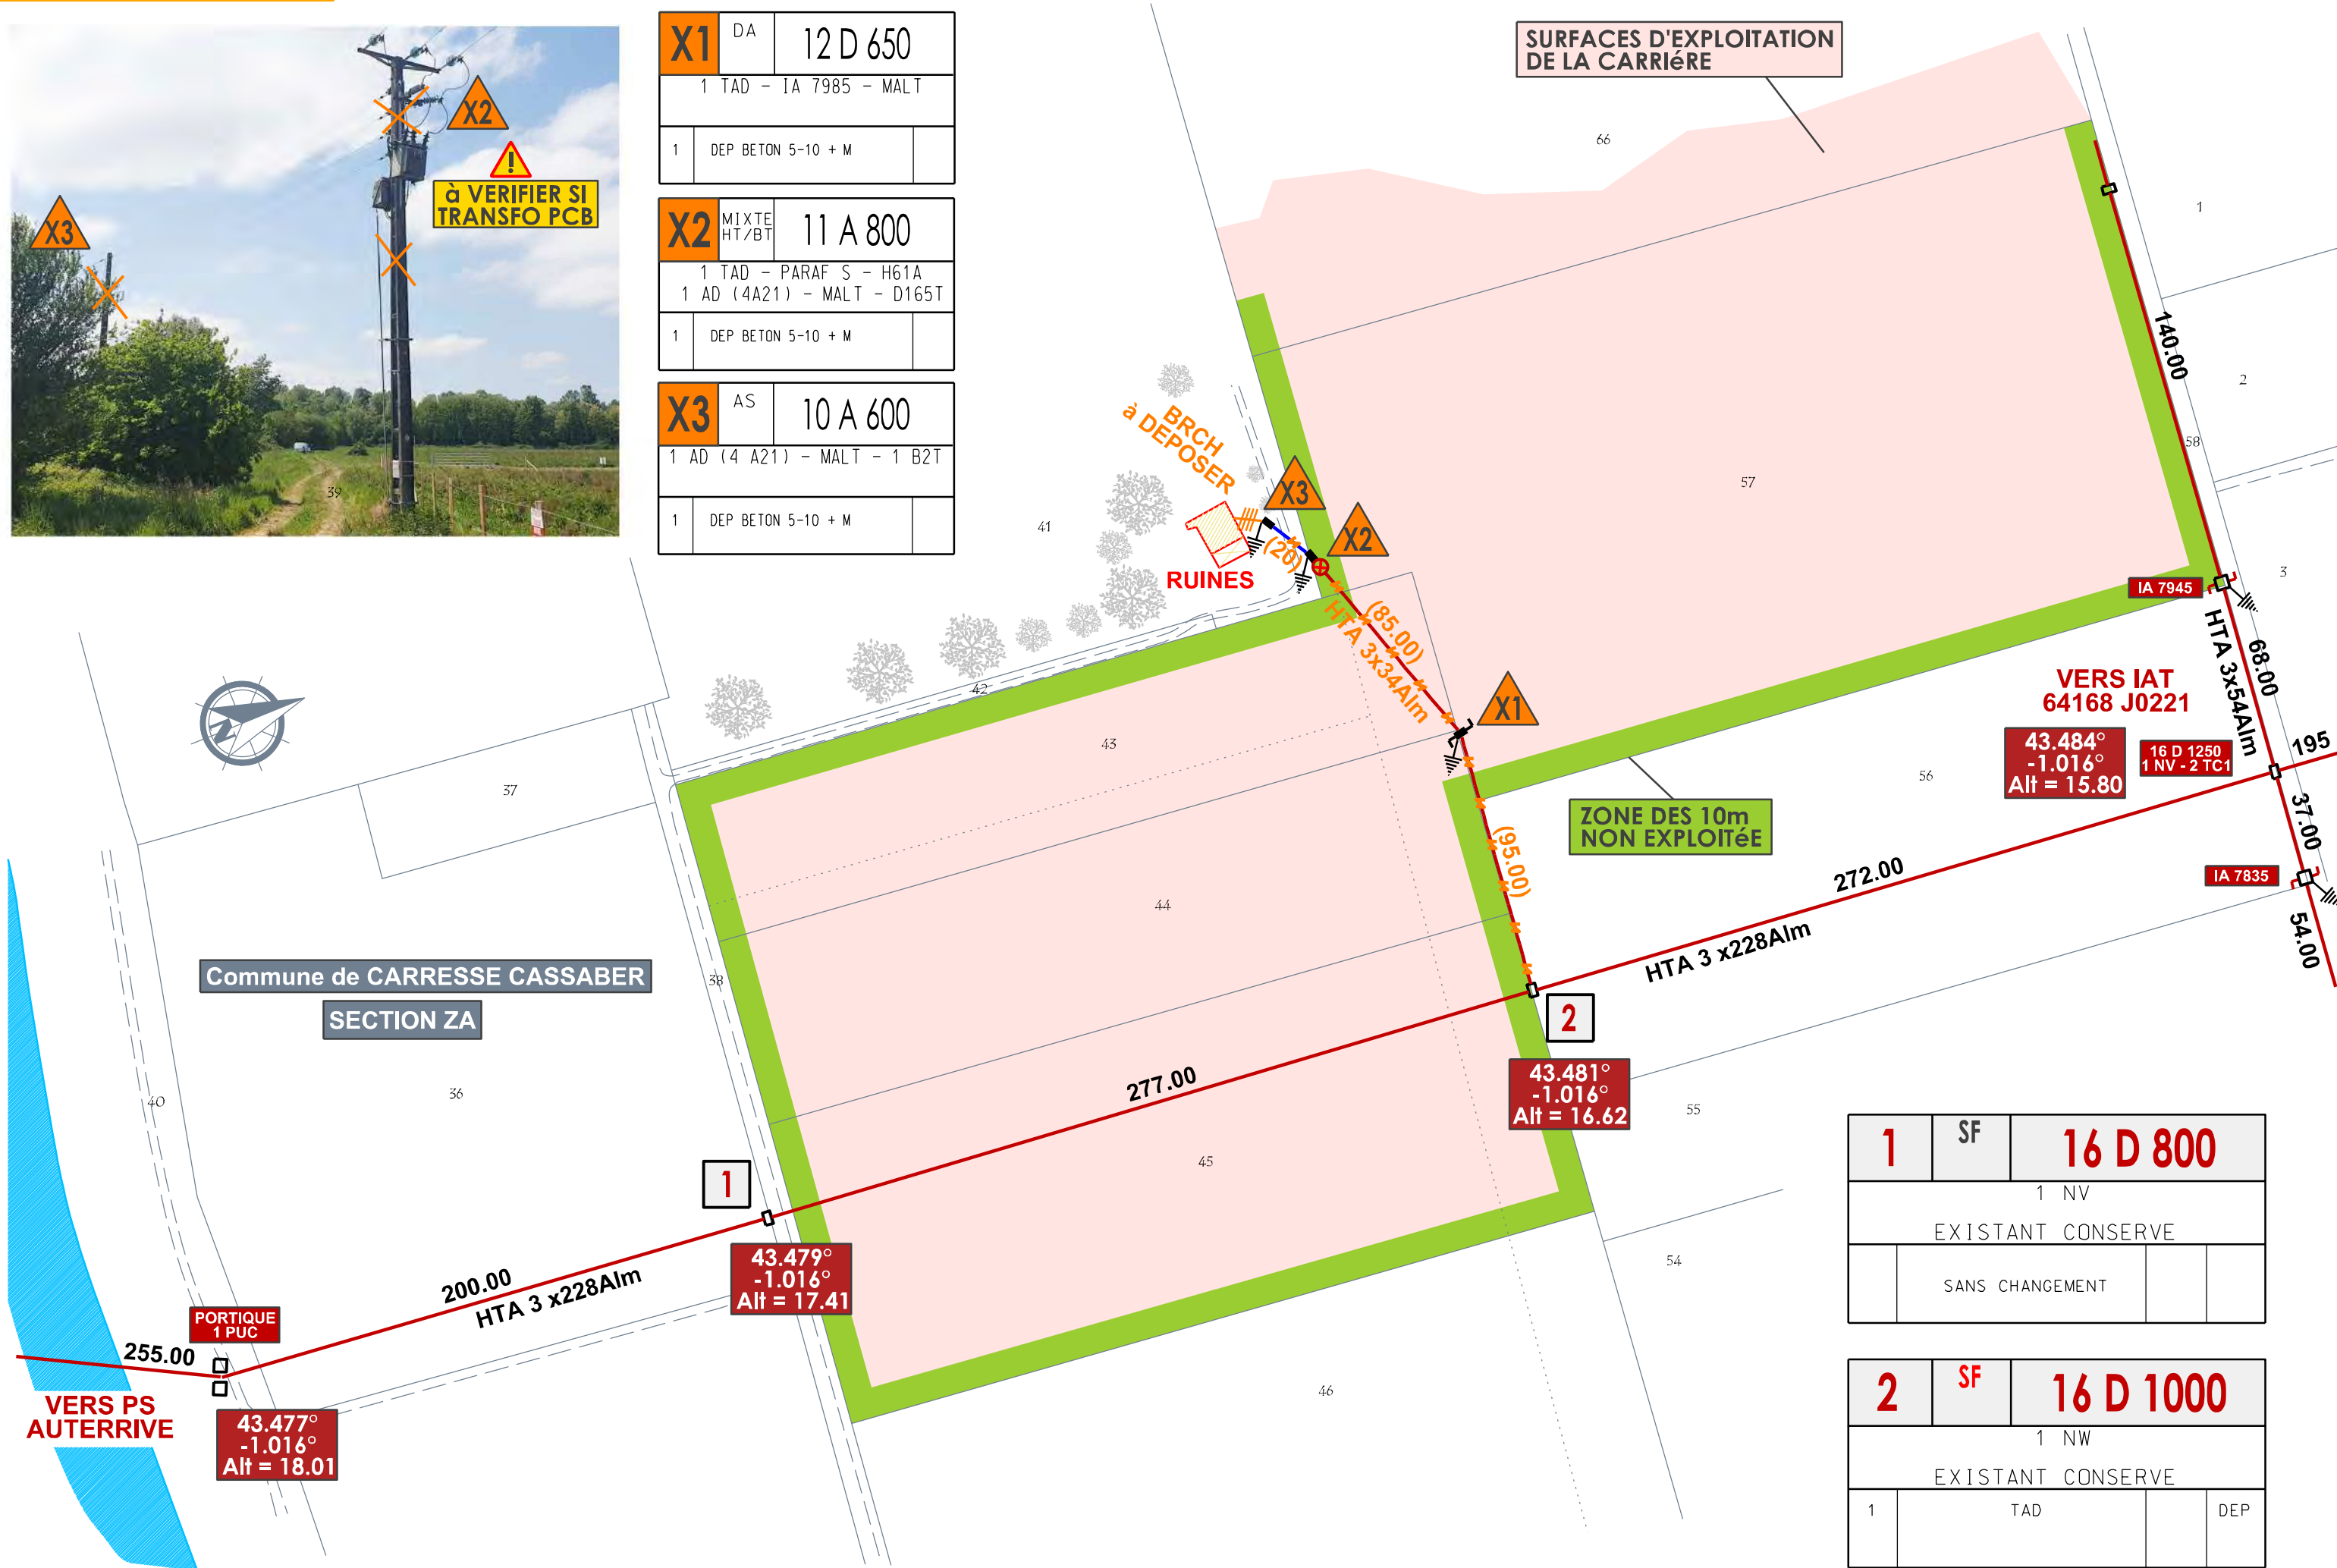 X1
DA
12 D 650
1 TAD - IA 7985 - MALT
1
DEP BETON 5-10 + M
X2
MIXTE
HT/BT
11 A 800
1 TAD - PARAF S - H61A
1 AD (4A21) - MALT - D165T
1
DEP BETON 5-10 + M
X3
AS
10 A 600
1 AD (4 A21) - MALT - 1 B2T
1
DEP BETON 5-10 + M
X2
à VERIFIER SI
TRANSFO PCB
X3
39
SURFACES D'EXPLOITATION
DE LA CARRIéRE
66
1
140.00
2
58
57
BRCH
à DEPOSER
X3
X2
(20)
RUINES
41
(85.00)
HTA 3x34Alm
X1
42
43
3
IA 7945
HTA 3x54Alm
68.00
VERS IAT
64168 J0221
43.484°
-1.016°
Alt = 15.80
16 D 1250
1 NV - 2 TC1
195
56
37.00
ZONE DES 10m
NON EXPLOITéE
(95.00)
IA 7835
54.00
272.00
HTA 3 x228Alm
N
37
44
38
Commune de CARRESSE CASSABER
SECTION ZA
36
40
2
43.481°
-1.016°
Alt = 16.62
277.00
55
45
1
54
43.479°
-1.016°
Alt = 17.41
200.00
HTA 3 x228Alm
PORTIQUE
1 PUC
255.00
VERS PS
AUTERRIVE
43.477°
-1.016°
Alt = 18.01
46
1
SF
16 D 800
1 NV
EXISTANT CONSERVE
SANS CHANGEMENT
2
SF
16 D 1000
1 NW
EXISTANT CONSERVE
1
TAD
DEP